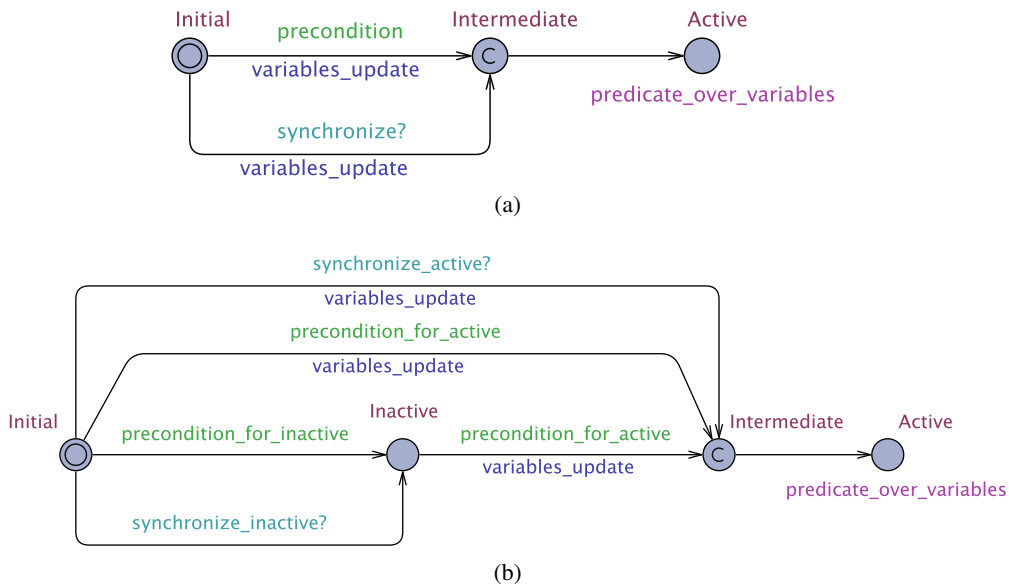 Initial
Intermediate
Active
precondition
C
variables_update
predicate_over_variables
synchronize?
variables_update
(a)
synchronize_active?
variables_update
precondition_for_active
variables_update
Initial
Inactive
Intermediate
Active
precondition_for_inactive
precondition_for_active
C
variables_update
predicate_over_variables
synchronize_inactive?
(b)